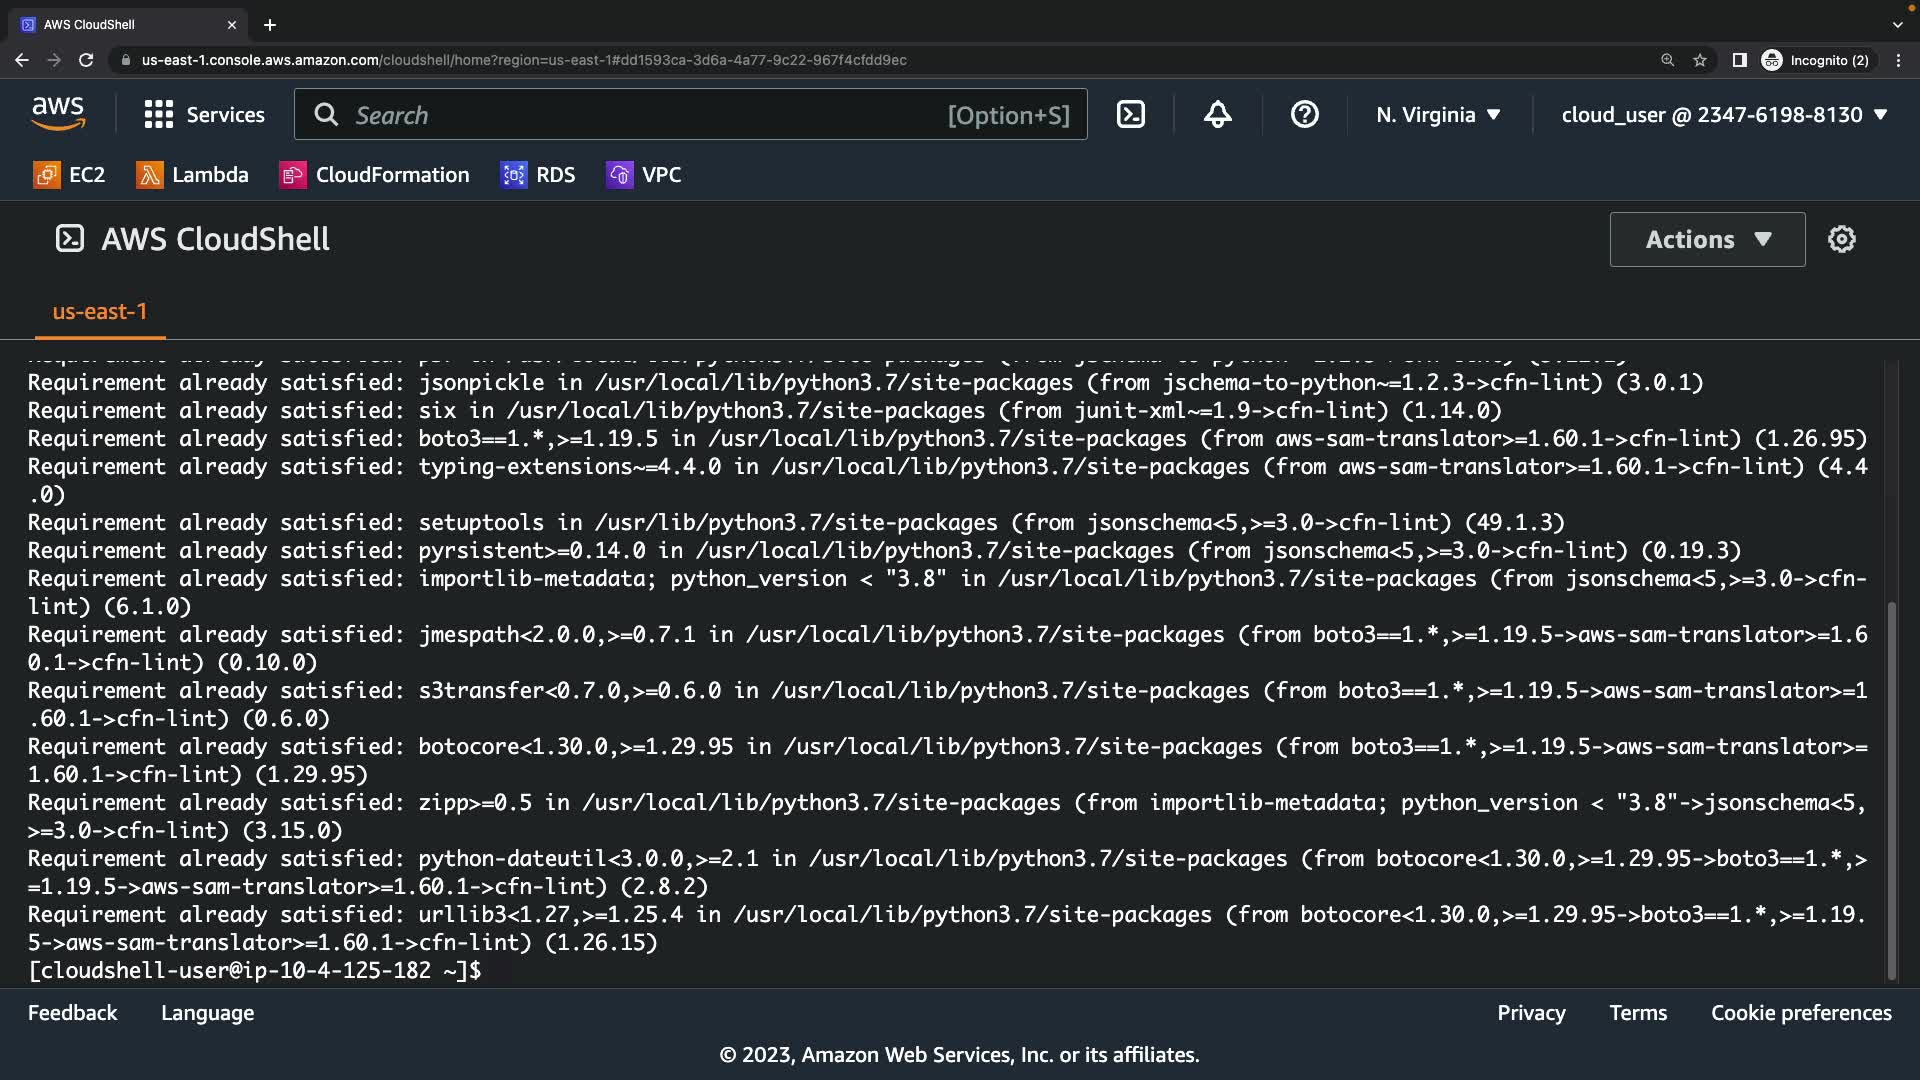 AWS CloudShell
us-east-1.console.aws.amazon.com/cloudshell/home?region=us-east-1#dd1593ca-3d6a-4a77-9c22-967f4cfdd9ec
Incognito (2)
aws
Services
Search
[Option+S]
N. Virginia
cloud_user @ 2347-6198-8130
EC2
Lambda
CloudFormation
RDS
VPC
AWS CloudShell
Actions
us-east-1
Requirement already satisfied: jsonpickle in /usr/local/lib/python3.7/site-packages (from jschema-to-python~=1.2.3->cfn-lint) (3.0.1)
Requirement already satisfied: six in /usr/local/lib/python3.7/site-packages (from junit-xml~=1.9->cfn-lint) (1.14.0)
Requirement already satisfied: boto3==1.*,>=1.19.5 in /usr/local/lib/python3.7/site-packages (from aws-sam-translator>=1.60.1->cfn-lint) (1.26.95)
Requirement already satisfied: typing-extensions~=4.4.0 in /usr/local/lib/python3.7/site-packages (from aws-sam-translator>=1.60.1->cfn-lint) (4.4
.0)
Requirement already satisfied: setuptools in /usr/lib/python3.7/site-packages (from jsonschema<5,>=3.0->cfn-lint) (49.1.3)
Requirement already satisfied: pyrsistent>=0.14.0 in /usr/local/lib/python3.7/site-packages (from jsonschema<5,>=3.0->cfn-lint) (0.19.3)
Requirement already satisfied: importlib-metadata; python_version < "3.8" in /usr/local/lib/python3.7/site-packages (from jsonschema<5,>=3.0->cfn-
lint) (6.1.0)
Requirement already satisfied: jmespath<2.0.0,>=0.7.1 in /usr/local/lib/python3.7/site-packages (from boto3==1.*,>=1.19.5->aws-sam-translator>=1.6
0.1->cfn-lint) (0.10.0)
Requirement already satisfied: s3transfer<0.7.0,>=0.6.0 in /usr/local/lib/python3.7/site-packages (from boto3==1.*,>=1.19.5->aws-sam-translator>=1
.60.1->cfn-lint) (0.6.0)
Requirement already satisfied: botocore<1.30.0,>=1.29.95 in /usr/local/lib/python3.7/site-packages (from boto3==1.*,>=1.19.5->aws-sam-translator>=
1.60.1->cfn-lint) (1.29.95)
Requirement already satisfied: zipp>=0.5 in /usr/local/lib/python3.7/site-packages (from importlib-metadata; python_version < "3.8"->jsonschema<5,
>=3.0->cfn-lint) (3.15.0)
Requirement already satisfied: python-dateutil<3.0.0,>=2.1 in /usr/local/lib/python3.7/site-packages (from botocore<1.30.0,>=1.29.95->boto3==1.*,>
=1.19.5->aws-sam-translator>=1.60.1->cfn-lint) (2.8.2)
Requirement already satisfied: urllib3<1.27,>=1.25.4 in /usr/local/lib/python3.7/site-packages (from botocore<1.30.0,>=1.29.95->boto3==1.*,>=1.19.
5->aws-sam-translator>=1.60.1->cfn-lint) (1.26.15)
[cloudshell-user@ip-10-4-125-182 ~]$
Feedback
Language
Privacy
Terms
Cookie preferences
© 2023, Amazon Web Services, Inc. or its affiliates.